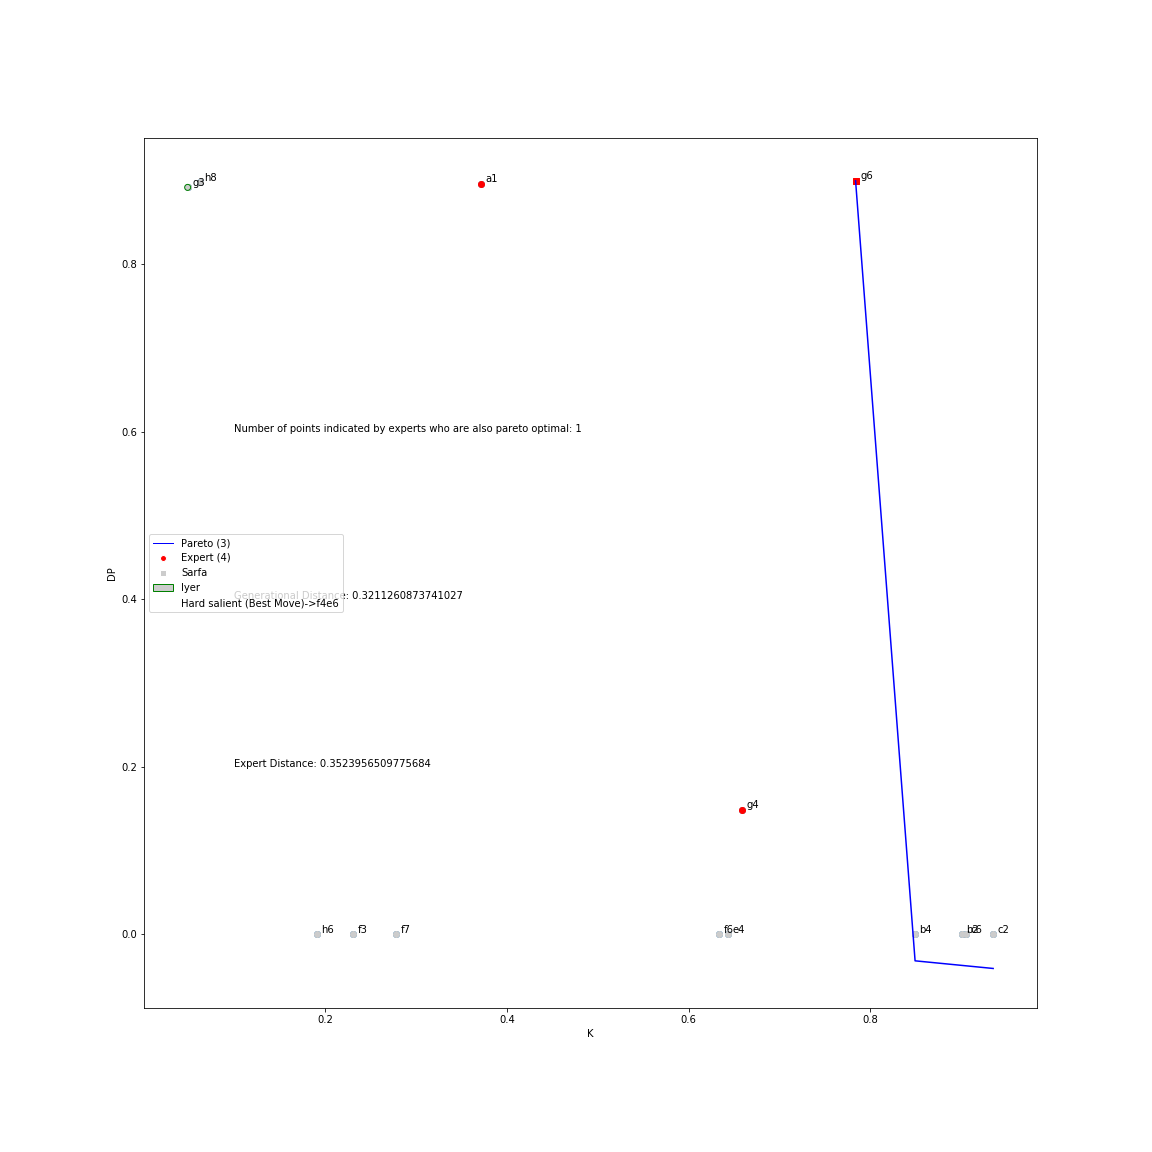 h8
g3
a1
g6
0.8
Number of points indicated by experts who are also pareto optimal: 1
0.6
Pareto (3)
Expert (4)
Sarfa
Iyer
Hard salient (Best Move)->f4e6
Generational Distance: 0.3211260873741027
0.4
DP
Expert Distance: 0.3523956509775684
0.2
g4
0.0
h6
f3
f7
f6
e4
b4
c2
0.2
0.4
0.6
0.8
K